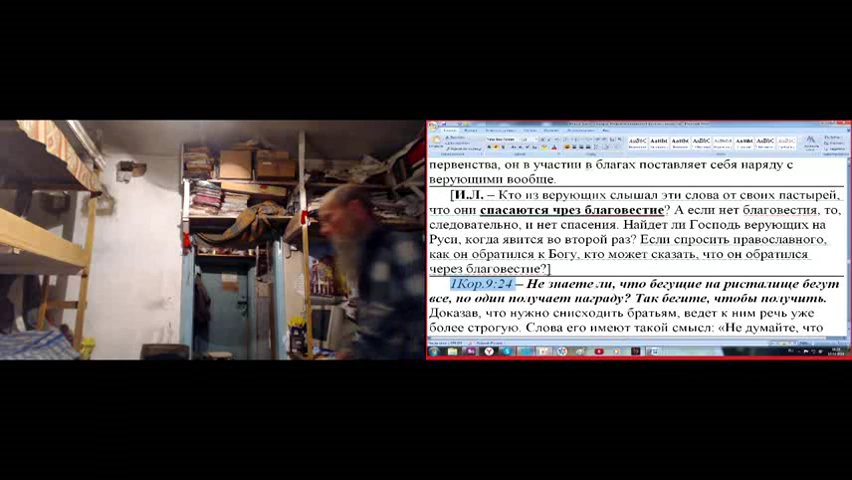 первенства, он в участии в благах поставляет себя наряду с
верующими вообще.
[И.Л. – Кто из верующих слышал эти слова от своих пастырей,
что они спасаются чрез благовестие? А если нет благовестия, то,
следовательно, и нет спасения. Найдет ли Господь верующих на
Руси, когда явится во второй раз? Если спросить православного,
как он обратился к Богу, кто может сказать, что он обратился
через благовестие?]
1Кор.9:24 – Не знаете ли, что бегущие на ристалище бегут
все, но один получает награду? Так бегите, чтобы получить.
Доказав, что нужно снисходить братьям, ведет к ним речь уже
более строгую. Слова его имеют такой смысл: «Не думайте, что